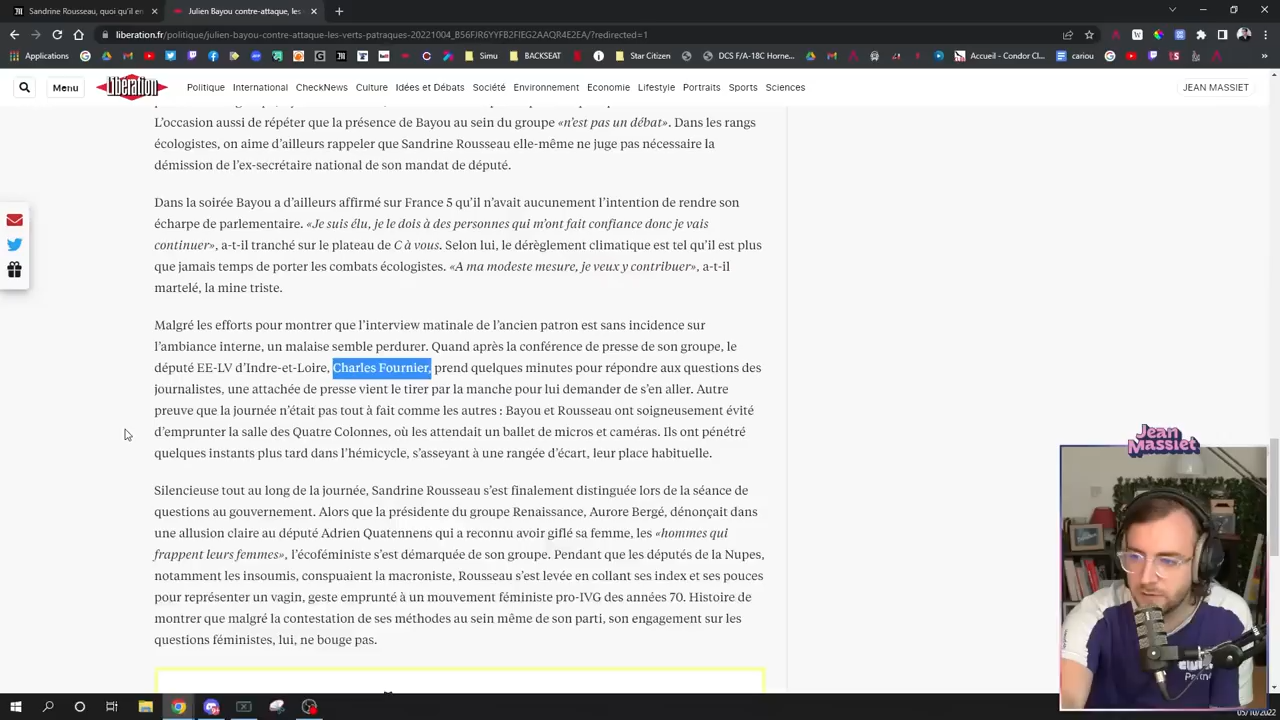 Sandrine Rousseau, quoi qu'il en
Julien Bayou contre-attaque, les
liberation.fr/politique/julien-bayou-contre-attaque-les-verts-patraques-20221004_B56FJR6YYFB2FIEG2AAQR4E2EA/?redirected=1
Applications
Simu
BACKSEAT
Star Citizen
DCS F/A-18C Horne...
Accueil - Condor Cl...
cariou
Menu
Libération
Politique International CheckNews Culture Idées et Débats Société Environnement Economie Lifestyle Portraits Sports Sciences
JEAN MASSIET
L'occasion aussi de répéter que la présence de Bayou au sein du groupe «n'est pas un débat». Dans les rangs
écologistes, on aime d'ailleurs rappeler que Sandrine Rousseau elle-même ne juge pas nécessaire la
démission de l'ex-secrétaire national de son mandat de député.
Dans la soirée Bayou a d'ailleurs affirmé sur France 5 qu'il n'avait aucunement l'intention de rendre son
écharpe de parlementaire. «Je suis élu, je le dois à des personnes qui m'ont fait confiance donc je vais
continuer», a-t-il tranché sur le plateau de C à vous. Selon lui, le dérèglement climatique est tel qu'il est plus
que jamais temps de porter les combats écologistes. «A ma modeste mesure, je veux y contribuer», a-t-il
martelé, la mine triste.
Malgré les efforts pour montrer que l'interview matinale de l'ancien patron est sans incidence sur
l'ambiance interne, un malaise semble perdurer. Quand après la conférence de presse de son groupe, le
député EE-LV d'Indre-et-Loire, Charles Fournier, prend quelques minutes pour répondre aux questions des
journalistes, une attachée de presse vient le tirer par la manche pour lui demander de s'en aller. Autre
preuve que la journée n'était pas tout à fait comme les autres : Bayou et Rousseau ont soigneusement évité
d'emprunter la salle des Quatre Colonnes, où les attendait un ballet de micros et caméras. Ils ont pénétré
quelques instants plus tard dans l'hémicycle, s'asseyant à une rangée d'écart, leur place habituelle.
Silencieuse tout au long de la journée, Sandrine Rousseau s'est finalement distinguée lors de la séance de
questions au gouvernement. Alors que la présidente du groupe Renaissance, Aurore Bergé, dénonçait dans
une allusion claire au député Adrien Quatennens qui a reconnu avoir giflé sa femme, les «hommes qui
frappent leurs femmes», l'écoféministe s'est démarquée de son groupe. Pendant que les députés de la Nupes,
notamment les insoumis, conspuaient la macroniste, Rousseau s'est levée en collant ses index et ses pouces
pour représenter un vagin, geste emprunté à un mouvement féministe pro-IVG des années 70. Histoire de
montrer que malgré la contestation de ses méthodes au sein même de son parti, son engagement sur les
questions féministes, lui, ne bouge pas.
Jean
Massiet
05/10/2022